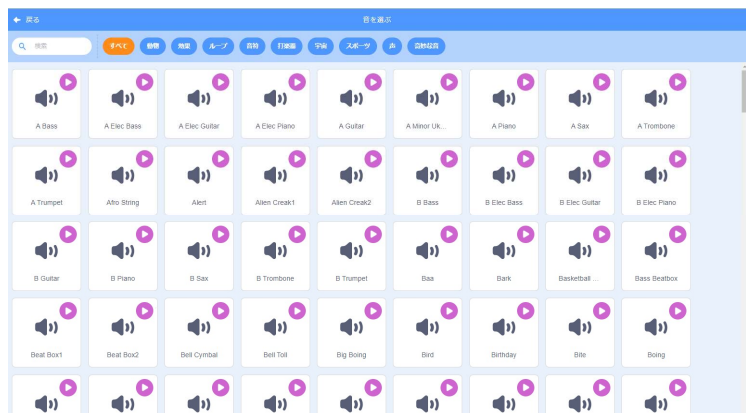 戻る
音を選ぶ
検索
すべて 動物 効果 ループ 音符 打楽器 宇宙 スポーツ 声 奇妙な音
A Bass A Elec Bass A Elec Guitar A Elec Piano A Guitar A Minor Uk... A Piano A Sax A Trombone
A Trumpet Afro String Alert Alien Creak1 Alien Creak2 B Bass B Elec Bass B Elec Guitar B Elec Piano
B Guitar B Piano B Sax B Trombone B Trumpet Baa Bark Basketball ... Bass Beatbox
Beat Box1 Beat Box2 Bell Cymbal Bell Toll Big Boing Bird Birthday Bite Boing